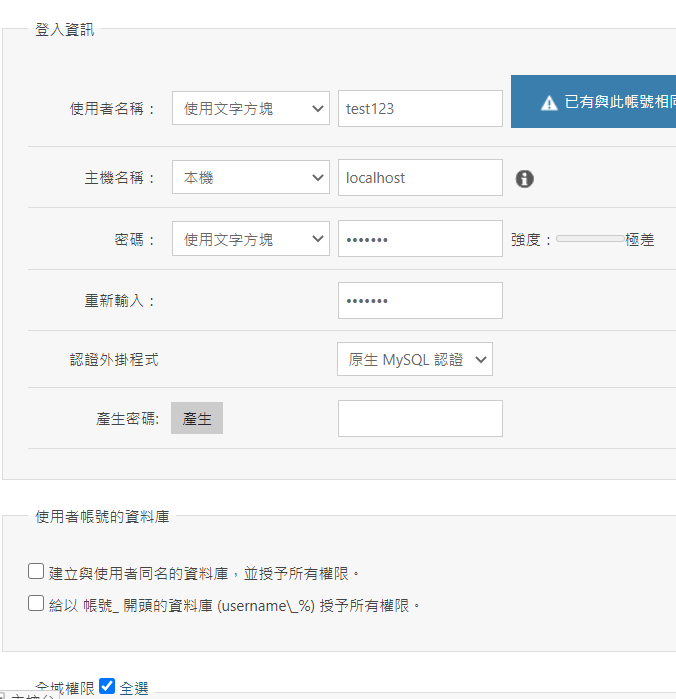 登入資訊
使用者名稱： 使用文字方塊 test123 已有與此帳號相同
主機名稱： 本機 localhost
密碼： 使用文字方塊 ••••••• 強度： 極差
重新輸入： •••••••
認證外掛程式 原生 MySQL 認證
產生密碼: 產生
使用者帳號的資料庫
建立與使用者同名的資料庫，並授予所有權限。
給以 帳號_ 開頭的資料庫 (username\_%) 授予所有權限。
全域權限 全選